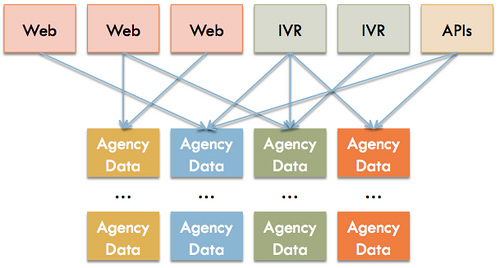 Web Web Web IVR IVR APIs
Agency Agency Agency Agency
Data Data Data Data
... ... ... ...
Agency Agency Agency Agency
Data Data Data Data